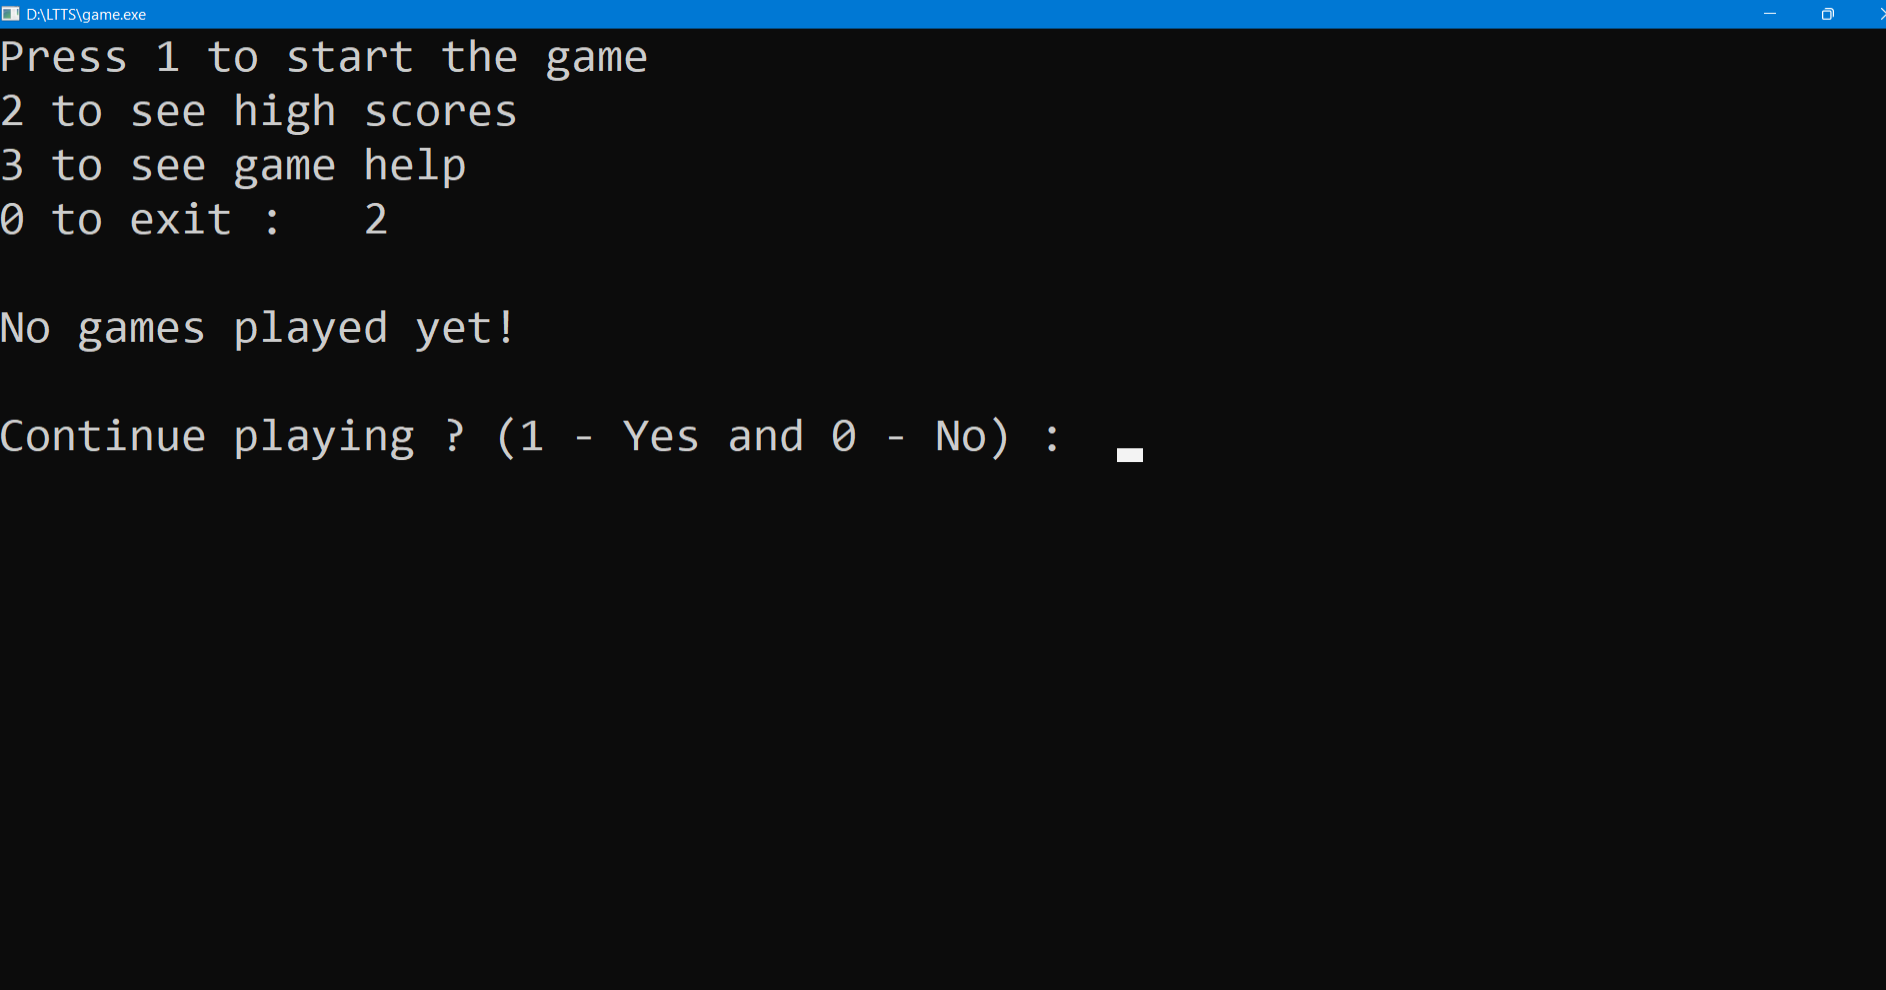 D:\LTTS\game.exe
Press 1 to start the game
2 to see high scores
3 to see game help
0 to exit :   2
No games played yet!
Continue playing ? (1 - Yes and 0 - No) :